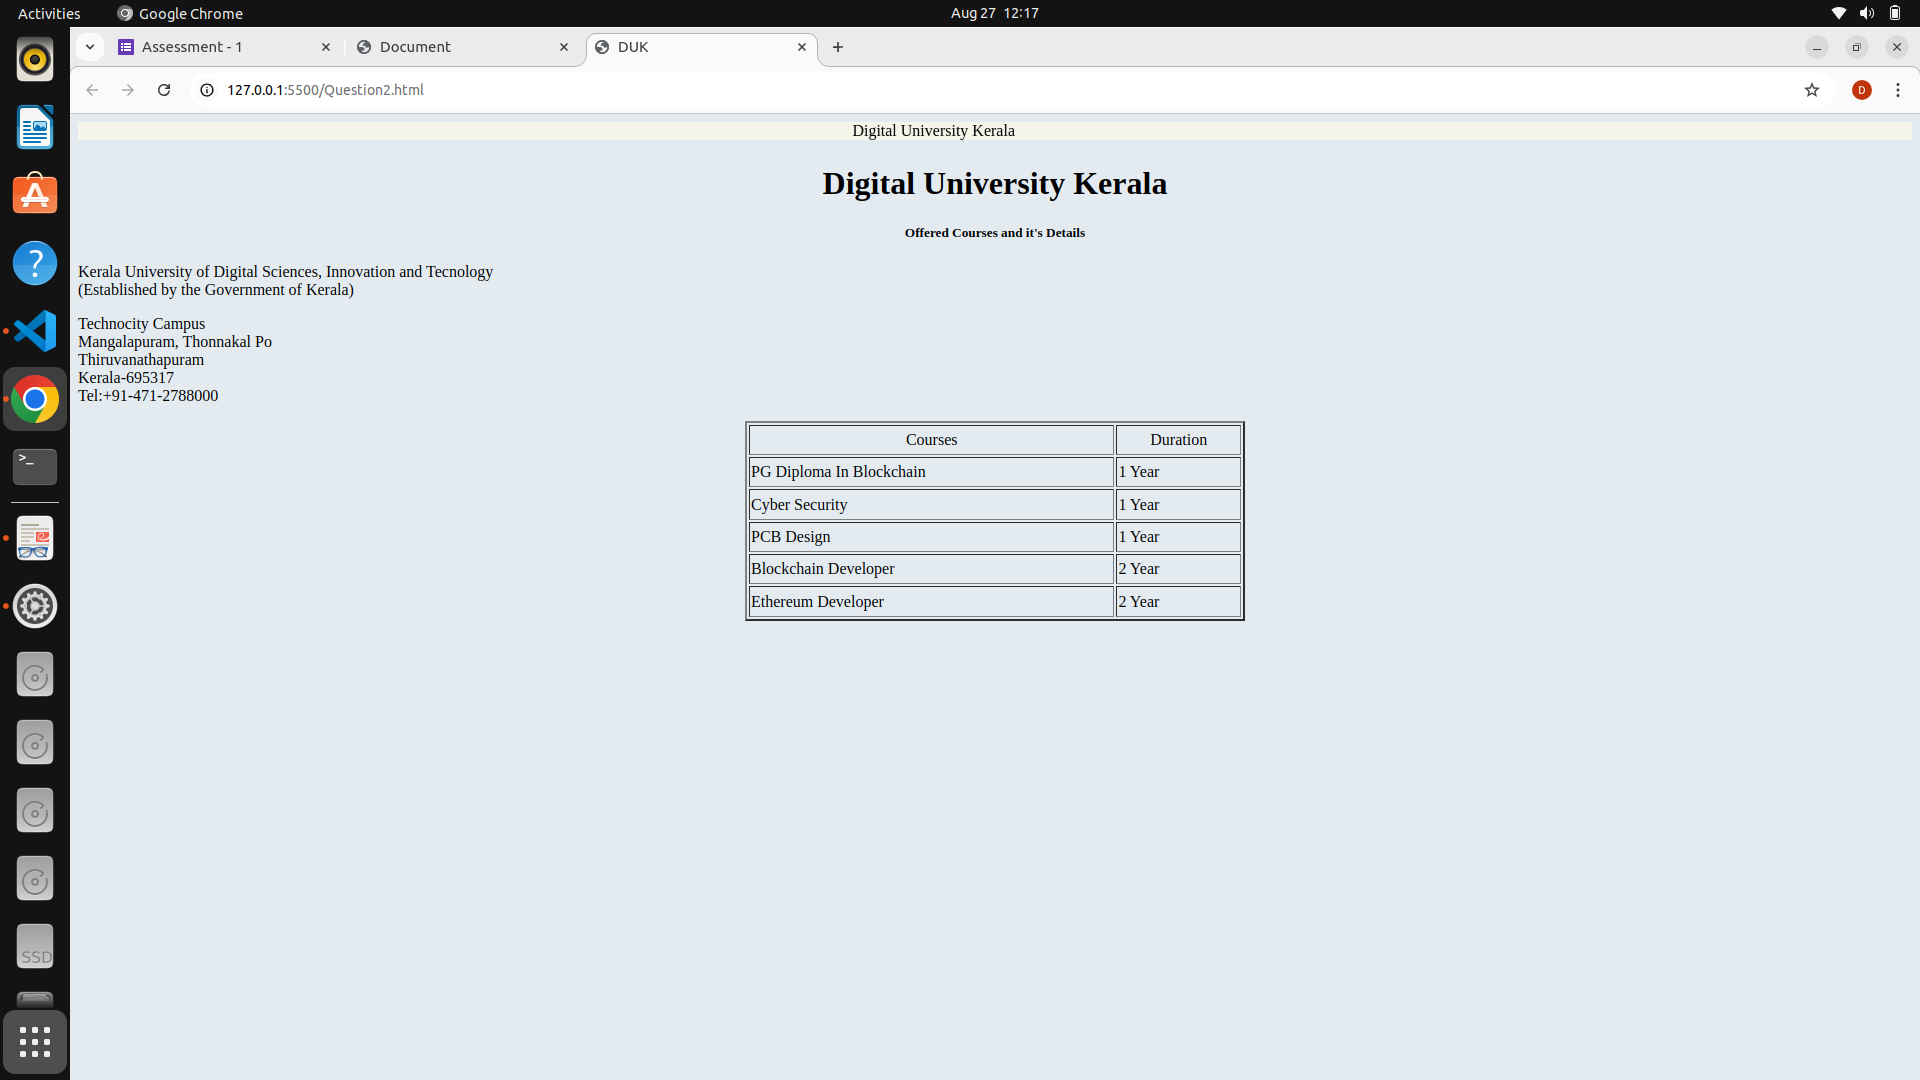 Activities
Google Chrome
Aug 27 12:17
Assessment - 1
Document
DUK
127.0.0.1:5500/Question2.html
D
Digital University Kerala
Digital University Kerala
Offered Courses and it's Details
Kerala University of Digital Sciences, Innovation and Tecnology
(Established by the Government of Kerala)
Technocity Campus
Mangalapuram, Thonnakal Po
Thiruvanathapuram
Kerala-695317
Tel:+91-471-2788000
Courses Duration
PG Diploma In Blockchain 1 Year
Cyber Security 1 Year
PCB Design 1 Year
Blockchain Developer 2 Year
Ethereum Developer 2 Year
SSD